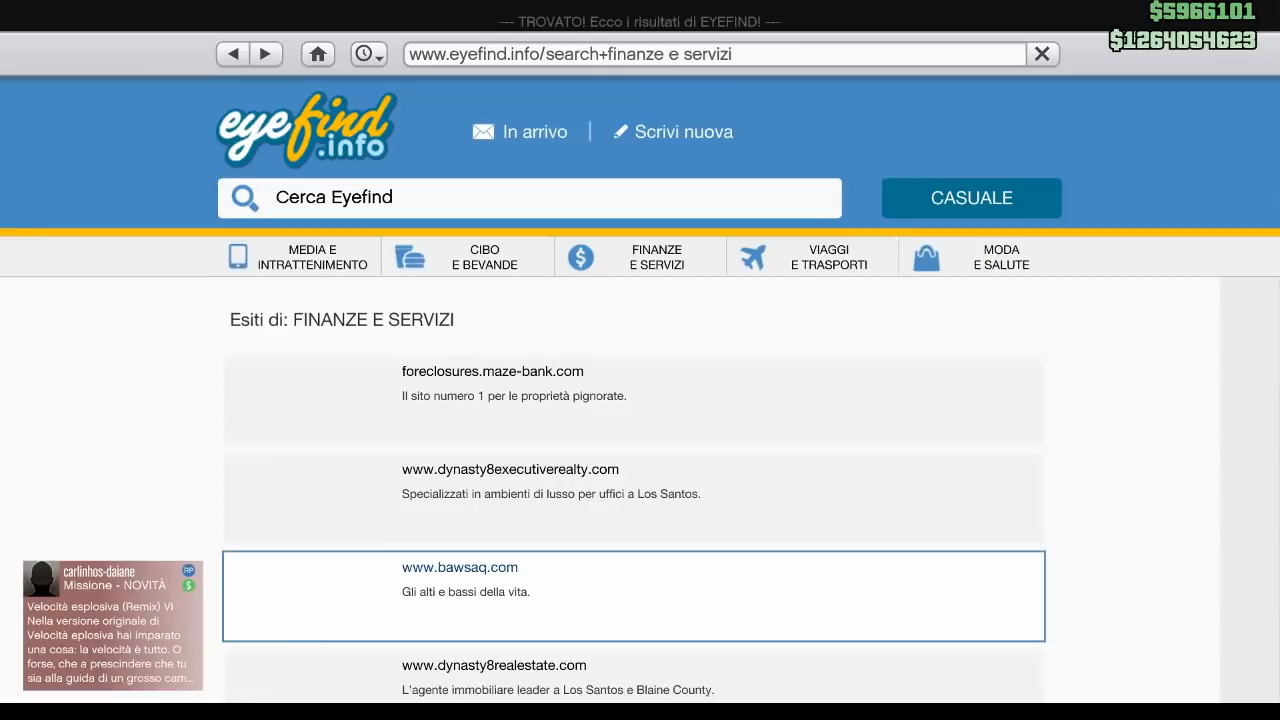 --- TROVATO! Ecco i risultati di EYEFIND! ---
$5966101
$1264054623
www.eyefind.info/search+finanze e servizi
eyefind
.info
In arrivo
Scrivi nuova
Cerca Eyefind
CASUALE
MEDIA E
INTRATTENIMENTO
CIBO
E BEVANDE
FINANZE
E SERVIZI
VIAGGI
E TRASPORTI
MODA
E SALUTE
Esiti di: FINANZE E SERVIZI
foreclosures.maze-bank.com
Il sito numero 1 per le proprietà pignorate.
www.dynasty8executiverealty.com
Specializzati in ambienti di lusso per uffici a Los Santos.
www.bawsaq.com
Gli alti e bassi della vita.
www.dynasty8realestate.com
L'agente immobiliare leader a Los Santos e Blaine County.
carlinhos-daiane
RP
Missione - NOVITÀ
$
Velocità esplosiva (Remix) VI
Nella versione originale di
Velocità eplosiva hai imparato
una cosa: la velocità è tutto. O
forse, che a prescindere che tu
sia alla guida di un grosso cam...